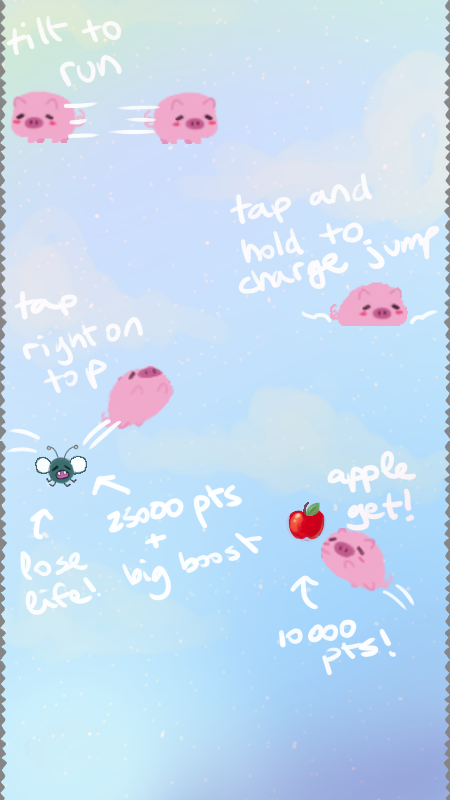 tilt to
run
tap and
hold to
charge jump
tap
right on
top
25000 pts
+
big boost
lose
life!
apple
get!
10000
pts!